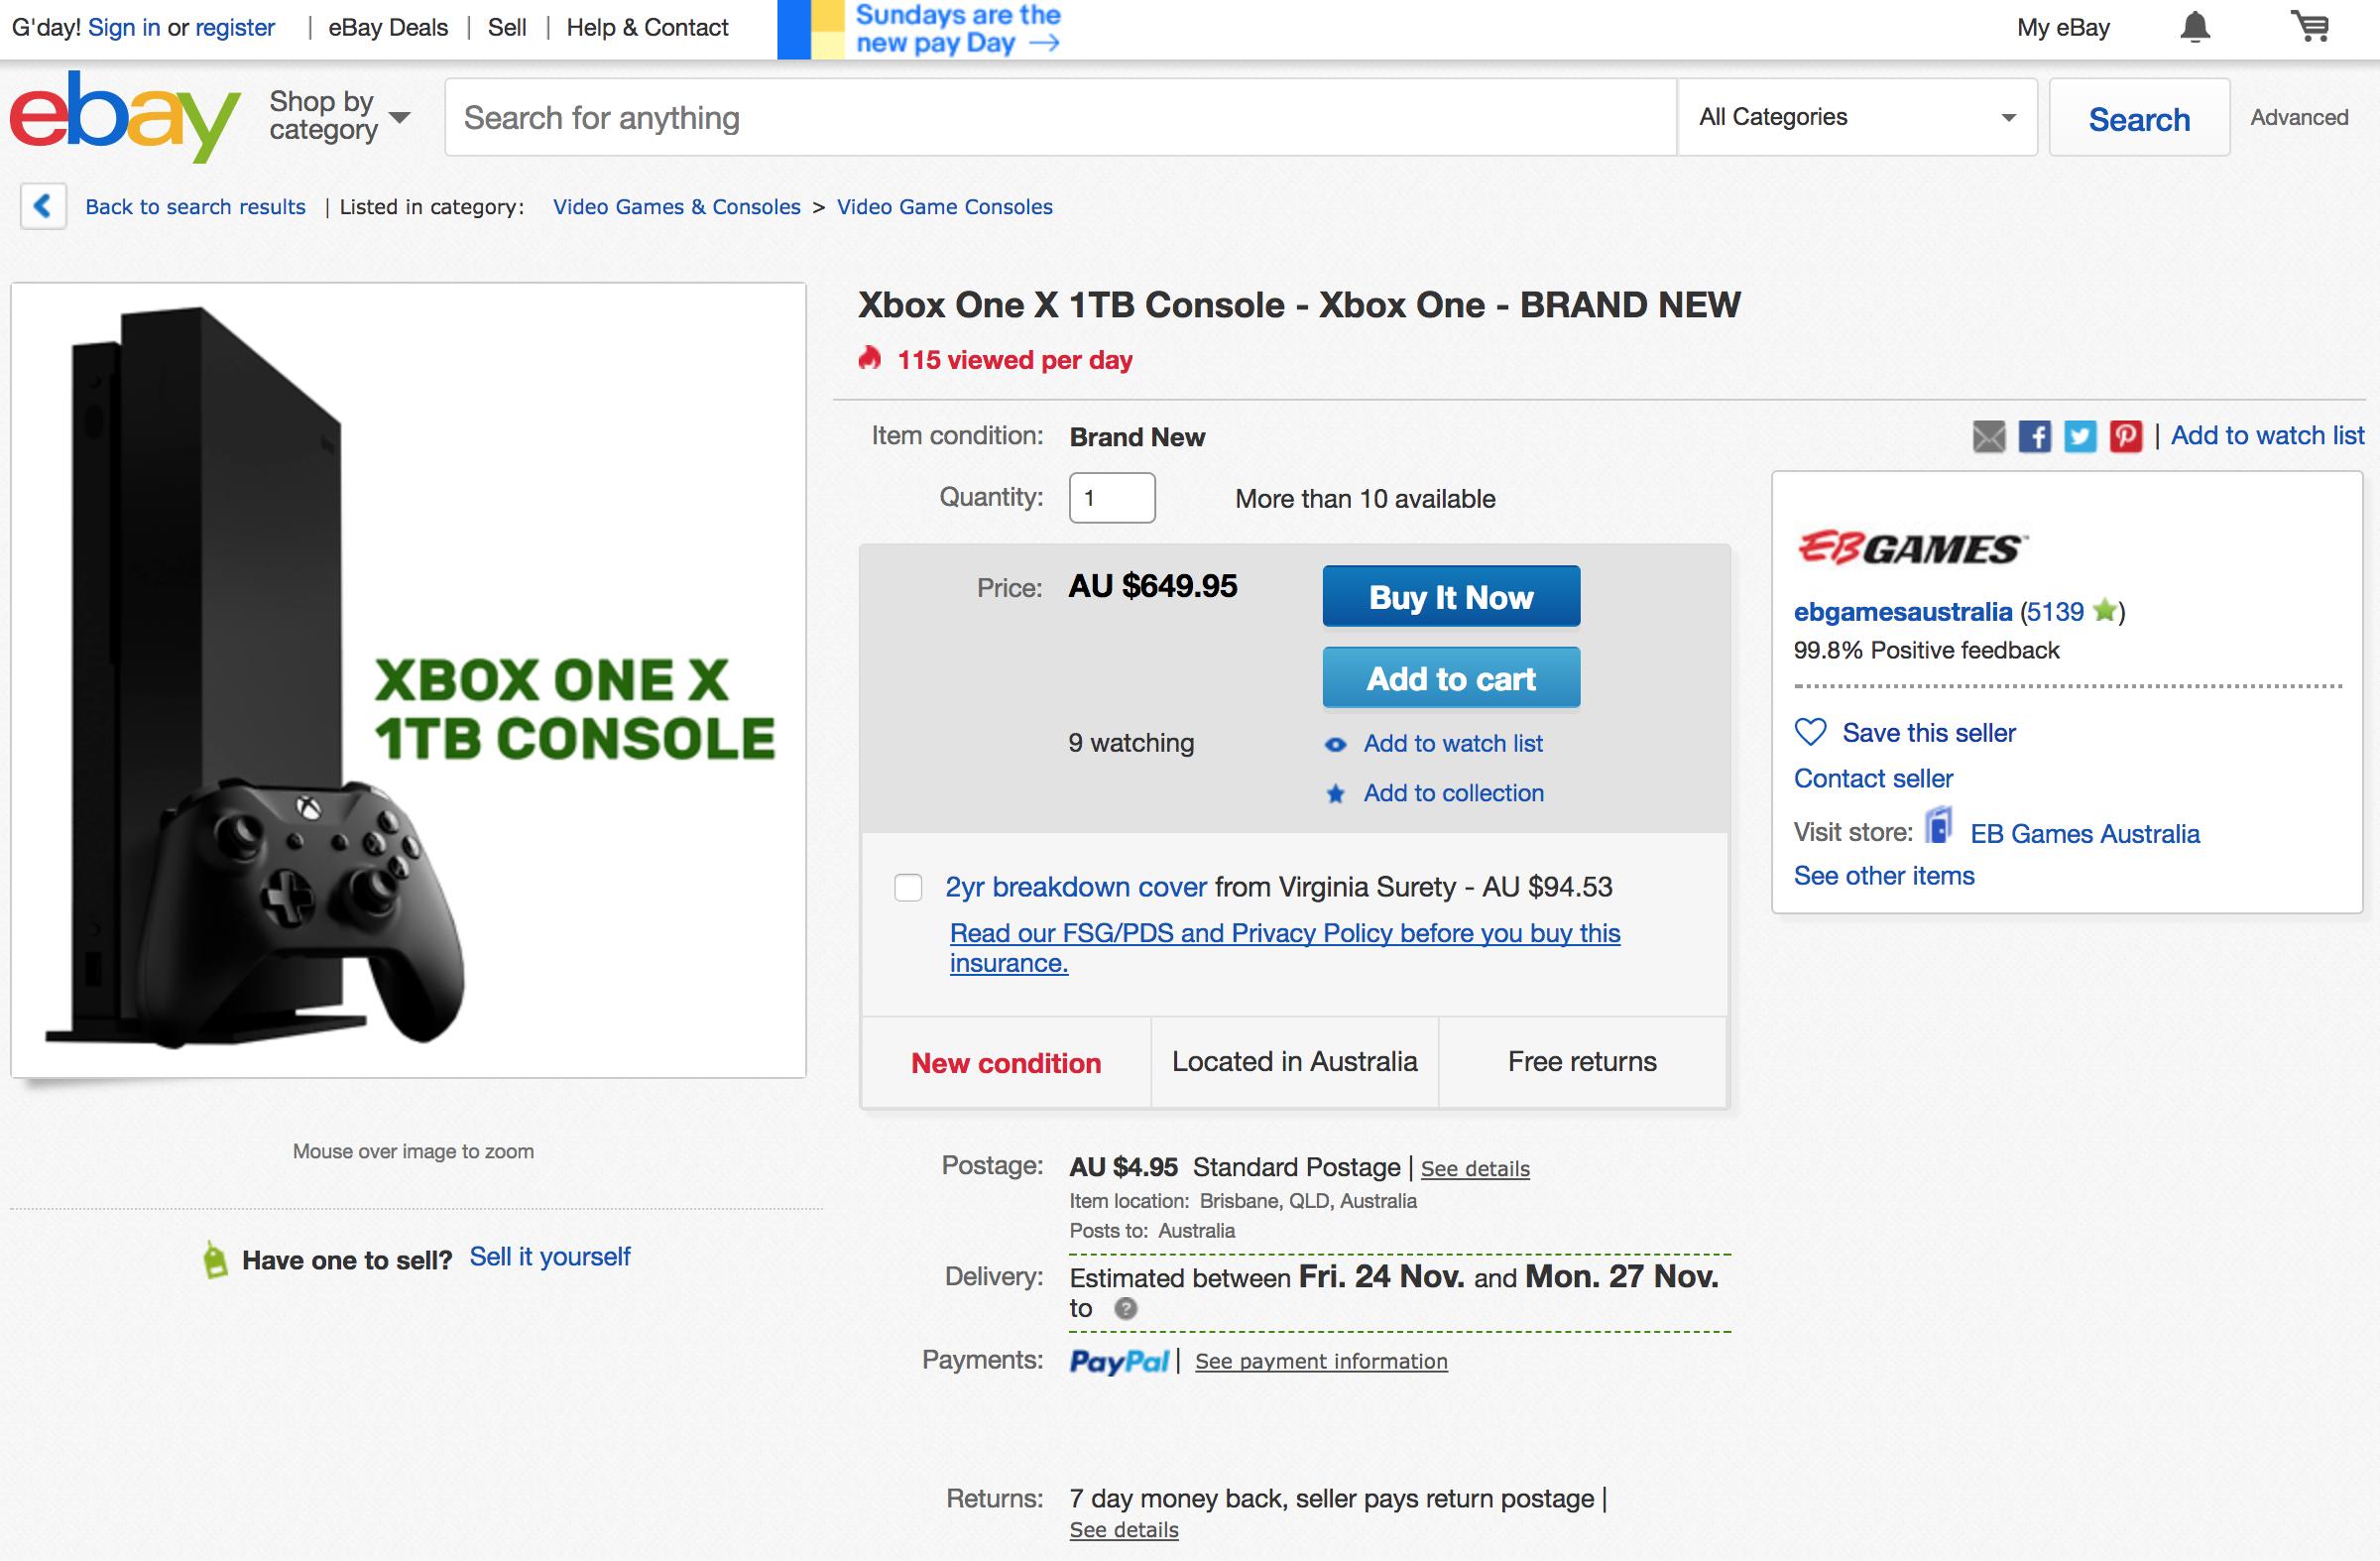 G'day! Sign in or register | eBay Deals | Sell | Help & Contact
Sundays are the
new pay Day →
My eBay
ebay
Shop by
category
Search for anything
All Categories
Search
Advanced
Back to search results | Listed in category: Video Games & Consoles > Video Game Consoles
XBOX ONE X
1TB CONSOLE
Mouse over image to zoom
Have one to sell? Sell it yourself
Xbox One X 1TB Console - Xbox One - BRAND NEW
115 viewed per day
Item condition: Brand New
Quantity: 1 More than 10 available
Price: AU $649.95
Buy It Now
Add to cart
9 watching
Add to watch list
Add to collection
2yr breakdown cover from Virginia Surety - AU $94.53
Read our FSG/PDS and Privacy Policy before you buy this
insurance.
New condition
Located in Australia
Free returns
Postage: AU $4.95 Standard Postage | See details
Item location: Brisbane, QLD, Australia
Posts to: Australia
Delivery: Estimated between Fri. 24 Nov. and Mon. 27 Nov.
to ?
Payments: PayPal | See payment information
Returns: 7 day money back, seller pays return postage |
See details
| Add to watch list
EB GAMES™
ebgamesaustralia (5139)
99.8% Positive feedback
Save this seller
Contact seller
Visit store: EB Games Australia
See other items